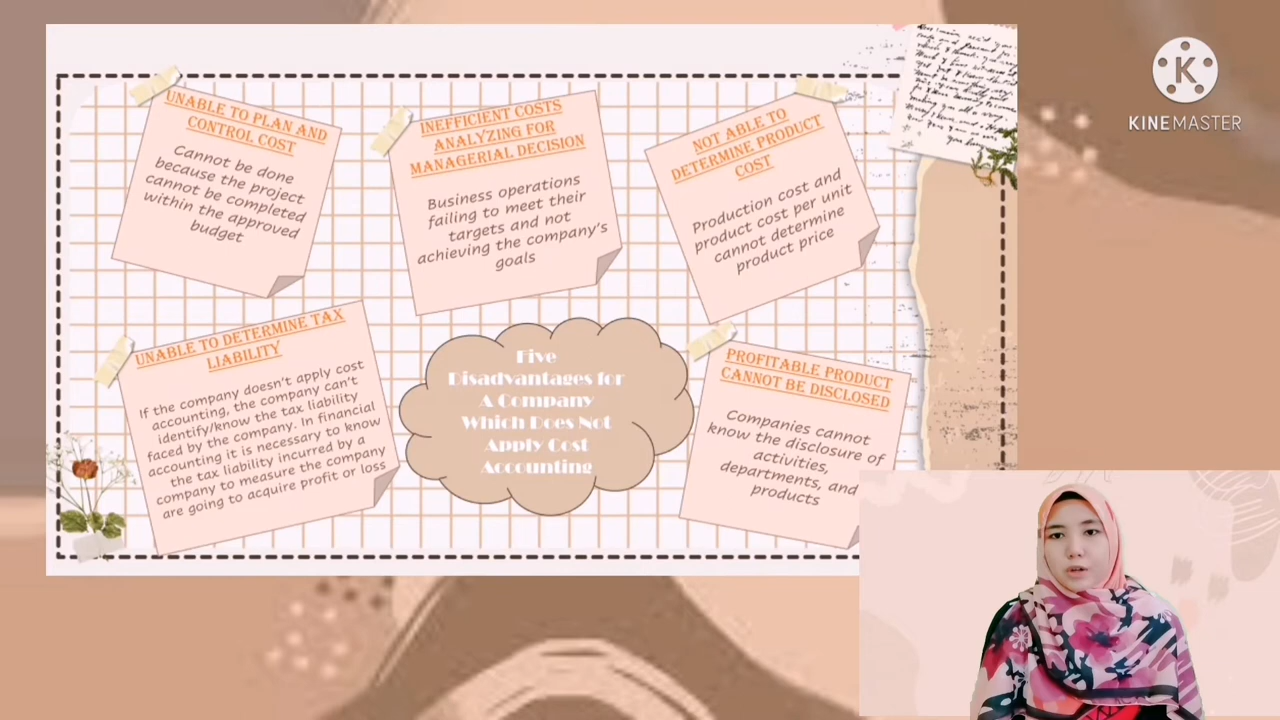 UNABLE TO PLAN AND
CONTROL COST
Cannot be done
because the project
cannot be completed
within the approved
budget
INEFFICIENT COSTS
ANALYZING FOR
MANAGERIAL DECISION
Business operations
failing to meet their
targets and not
achieving the company's
goals
NOT ABLE TO
DETERMINE PRODUCT
COST
Production cost and
product cost per unit
cannot determine
product price
KINEMASTER
UNABLE TO DETERMINE TAX
LIABILITY
If the company doesn't apply cost
accounting, the company can't
identify/know the tax liability
faced by the company. In financial
accounting it is necessary to know
the tax liability incurred by a
company to measure the company
are going to acquire profit or loss
Five
Disadvantages for
A Company
Which Does Not
Apply Cost
Accounting
PROFITABLE PRODUCT
CANNOT BE DISCLOSED
Companies cannot
know the disclosure of
activities,
departments, and
products